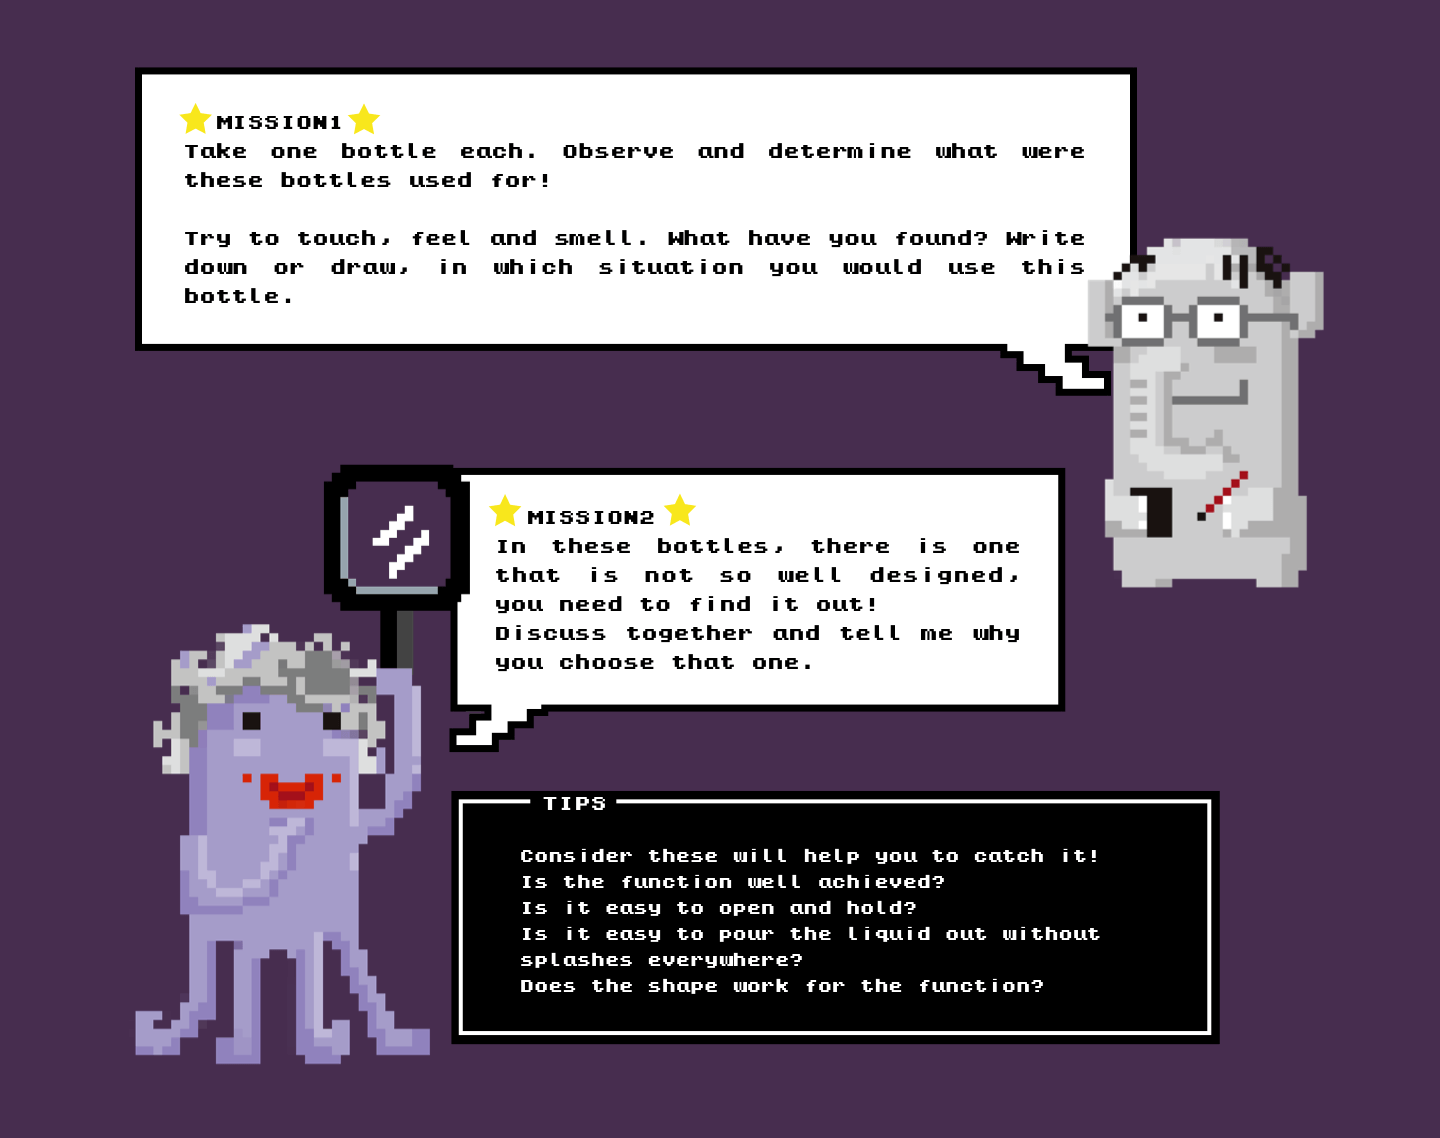 MISSION1
Take one bottle each. Observe and determine what were
these bottles used for!
Try to touch, feel and smell. What have you found? Write
down or draw, in which situation you would use this
bottle.
MISSION2
In these bottles, there is one
that is not so well designed,
you need to find it out!
Discuss together and tell me why
you choose that one.
TIPS
Consider these will help you to catch it!
Is the function well achieved?
Is it easy to open and hold?
Is it easy to pour the liquid out without
splashes everywhere?
Does the shape work for the function?